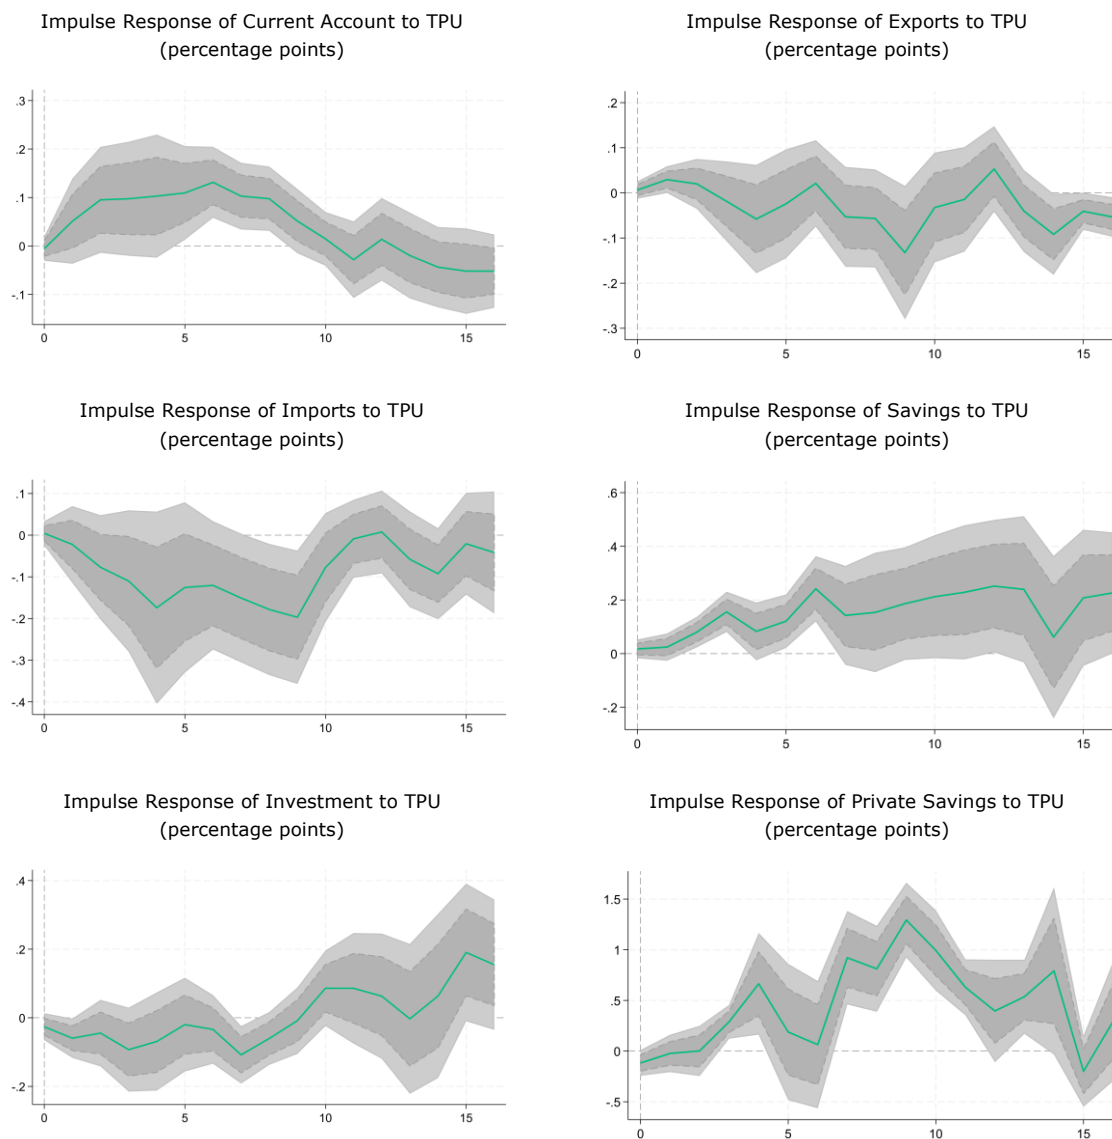 Impulse Response of Current Account to TPU
(percentage points)
.3
.2
.1
0
-.1
0 5 10 15
Impulse Response of Exports to TPU
(percentage points)
.2
.1
0
-.1
-.2
-.3
0 5 10 15
Impulse Response of Imports to TPU
(percentage points)
.1
0
-.1
-.2
-.3
-.4
0 5 10 15
Impulse Response of Savings to TPU
(percentage points)
.6
.4
.2
0
-.2
0 5 10 15
Impulse Response of Investment to TPU
(percentage points)
.4
.2
0
-.2
0 5 10 15
Impulse Response of Private Savings to TPU
(percentage points)
1.5
1
.5
0
-.5
0 5 10 15